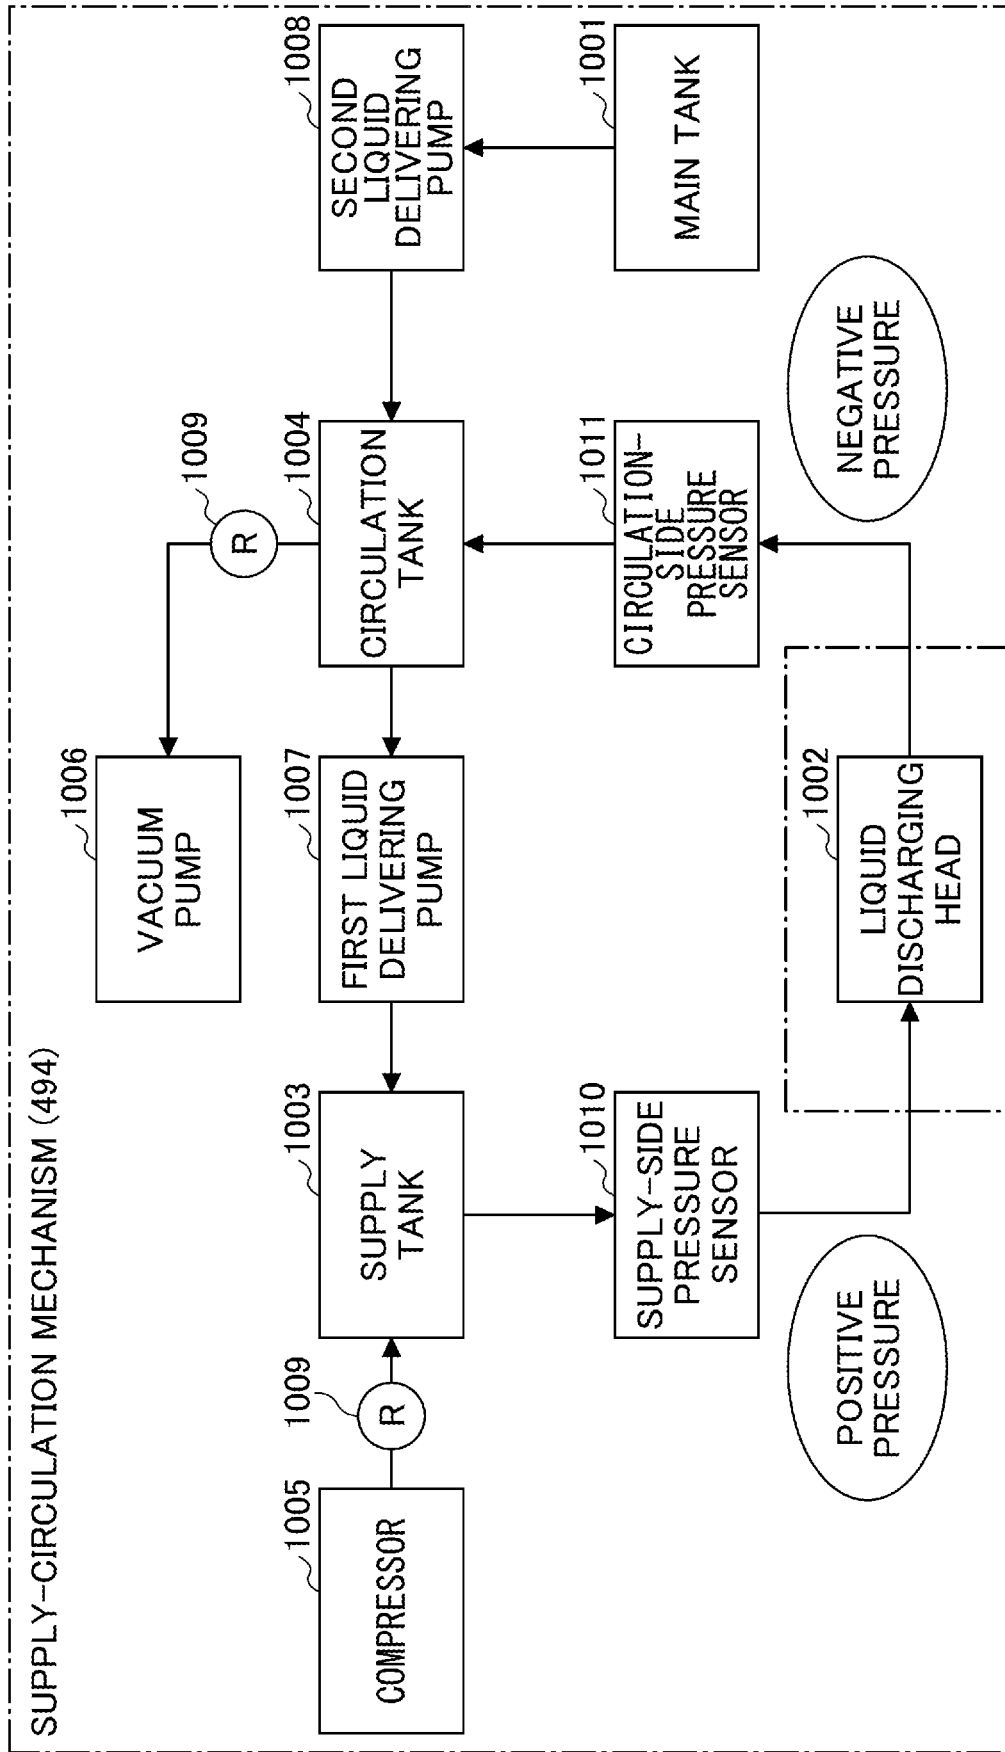 SUPPLY-CIRCULATION MECHANISM (494)
1006
VACUUM
PUMP
1009
R
1005
COMPRESSOR
1009
R
1003
SUPPLY
TANK
1007
FIRST LIQUID
DELIVERING
PUMP
1004
CIRCULATION
TANK
1008
SECOND
LIQUID
DELIVERING
PUMP
1010
SUPPLY-SIDE
PRESSURE
SENSOR
1011
CIRCULATION-
SIDE
PRESSURE
SENSOR
1001
MAIN TANK
POSITIVE
PRESSURE
1002
LIQUID
DISCHARGING
HEAD
NEGATIVE
PRESSURE